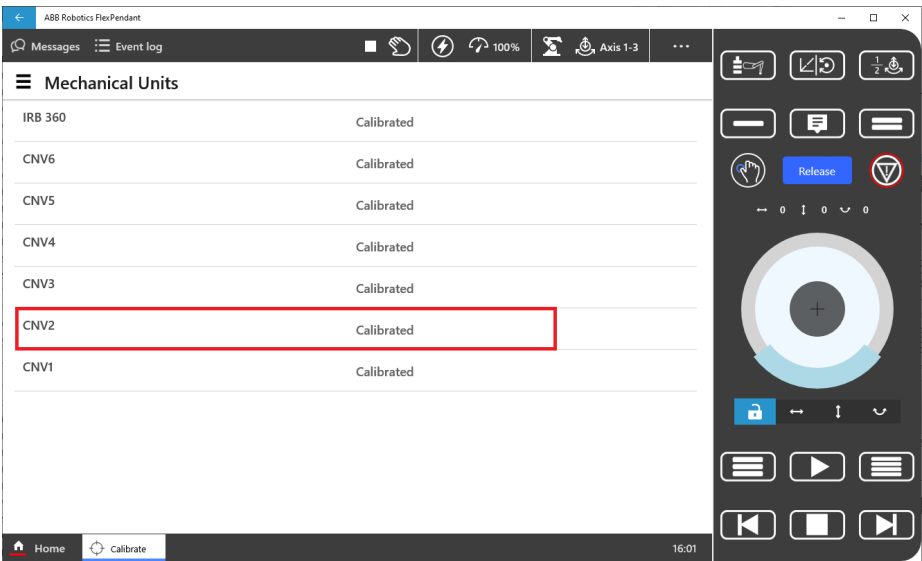 ABB Robotics FlexPendant
Messages Event log 100% Axis 1-3 ...
Mechanical Units
IRB 360 Calibrated
CNV6 Calibrated
CNV5 Calibrated
CNV4 Calibrated
CNV3 Calibrated
CNV2 Calibrated
CNV1 Calibrated
Home Calibrate 16:01
1
2
Release
0 0 0